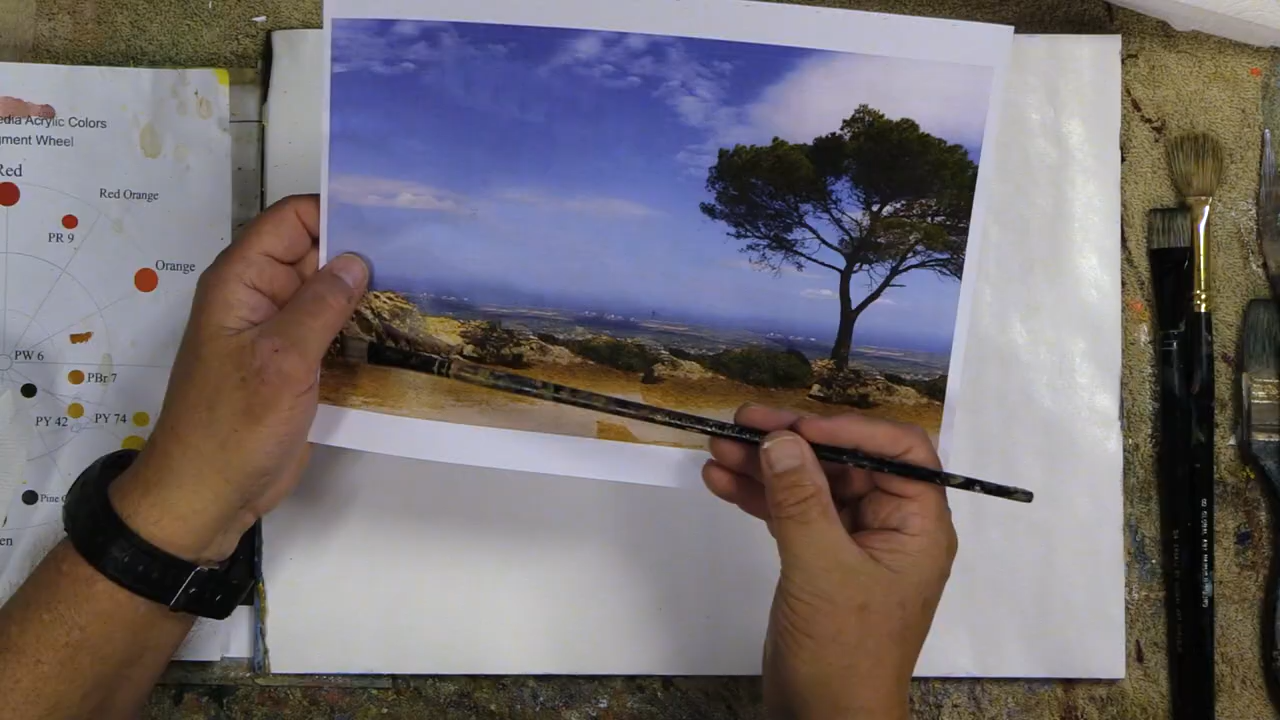 edia Acrylic Colors
gment Wheel
Red
Red Orange
PR 9
Orange
PW 6
PBr 7
PY 42
PY 74
Pine
en